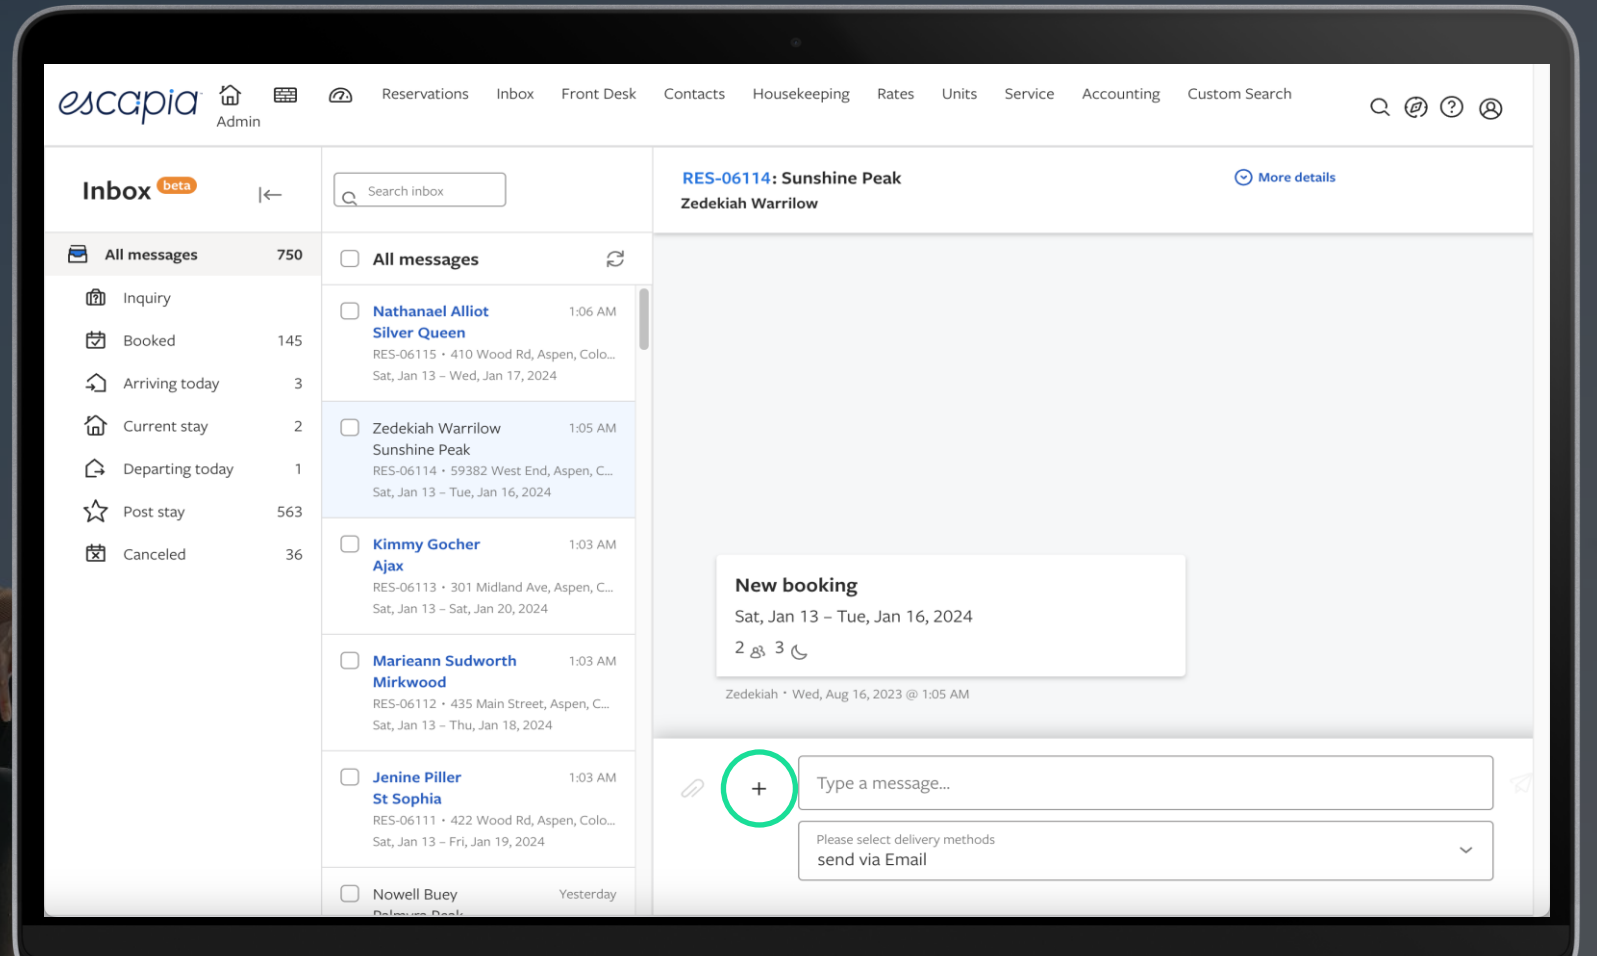 escapia
Admin
Reservations
Inbox
Front Desk
Contacts
Housekeeping
Rates
Units
Service
Accounting
Custom Search
Inbox beta
All messages 750
Inquiry
Booked 145
Arriving today 3
Current stay 2
Departing today 1
Post stay 563
Canceled 36
Search inbox
All messages
Nathanael Alliot 1:06 AM
Silver Queen
RES-06115 • 410 Wood Rd, Aspen, Colo...
Sat, Jan 13 – Wed, Jan 17, 2024
Zedekiah Warrilow 1:05 AM
Sunshine Peak
RES-06114 • 59382 West End, Aspen, C...
Sat, Jan 13 – Tue, Jan 16, 2024
Kimmy Gocher 1:03 AM
Ajax
RES-06113 • 301 Midland Ave, Aspen, C...
Sat, Jan 13 – Sat, Jan 20, 2024
Marieann Sudworth 1:03 AM
Mirkwood
RES-06112 • 435 Main Street, Aspen, C...
Sat, Jan 13 – Thu, Jan 18, 2024
Jenine Piller 1:03 AM
St Sophia
RES-06111 • 422 Wood Rd, Aspen, Colo...
Sat, Jan 13 – Fri, Jan 19, 2024
Nowell Buey Yesterday
RES-06114: Sunshine Peak
Zedekiah Warrilow
More details
New booking
Sat, Jan 13 – Tue, Jan 16, 2024
2 3
Zedekiah • Wed, Aug 16, 2023 @ 1:05 AM
+
Type a message...
Please select delivery methods
send via Email